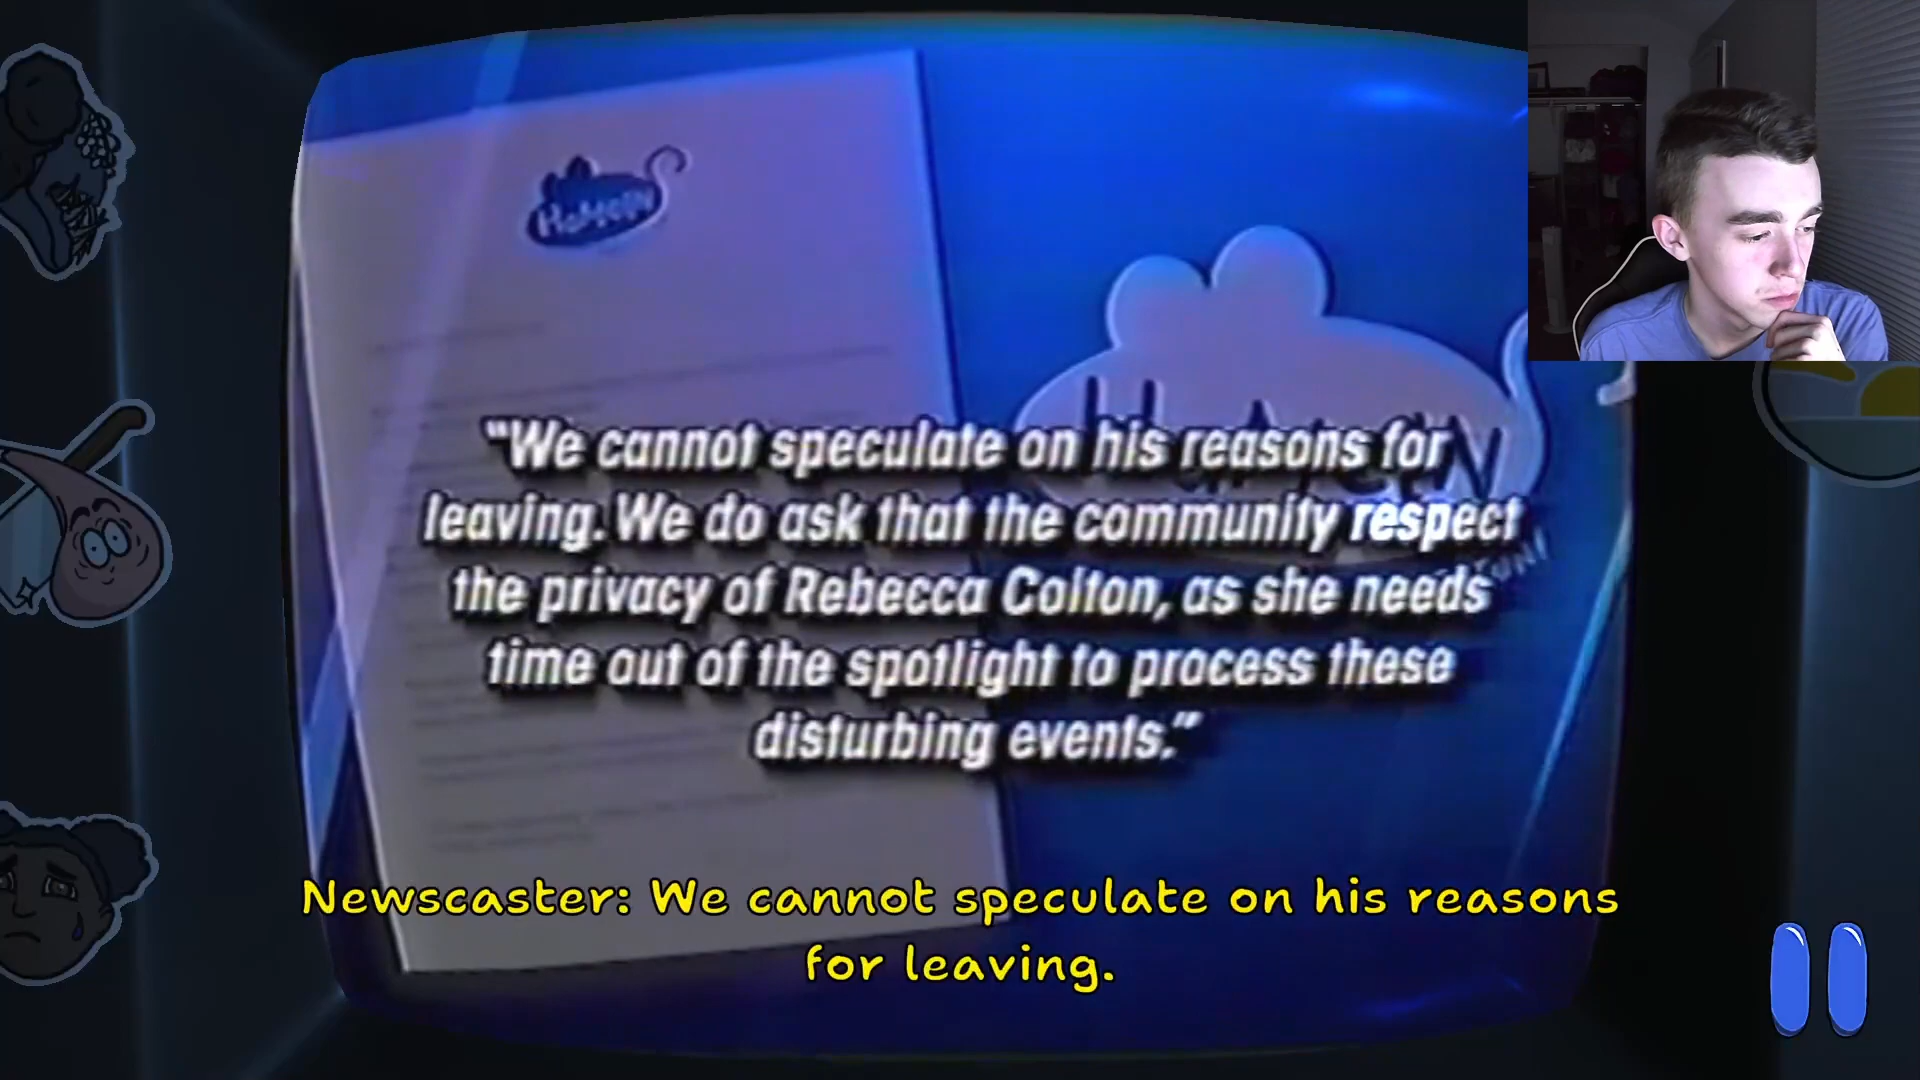 HaMeIN
"We cannot speculate on his reasons for
leaving. We do ask that the community respect
the privacy of Rebecca Colton, as she needs
time out of the spotlight to process these
disturbing events."
Newscaster: We cannot speculate on his reasons
for leaving.